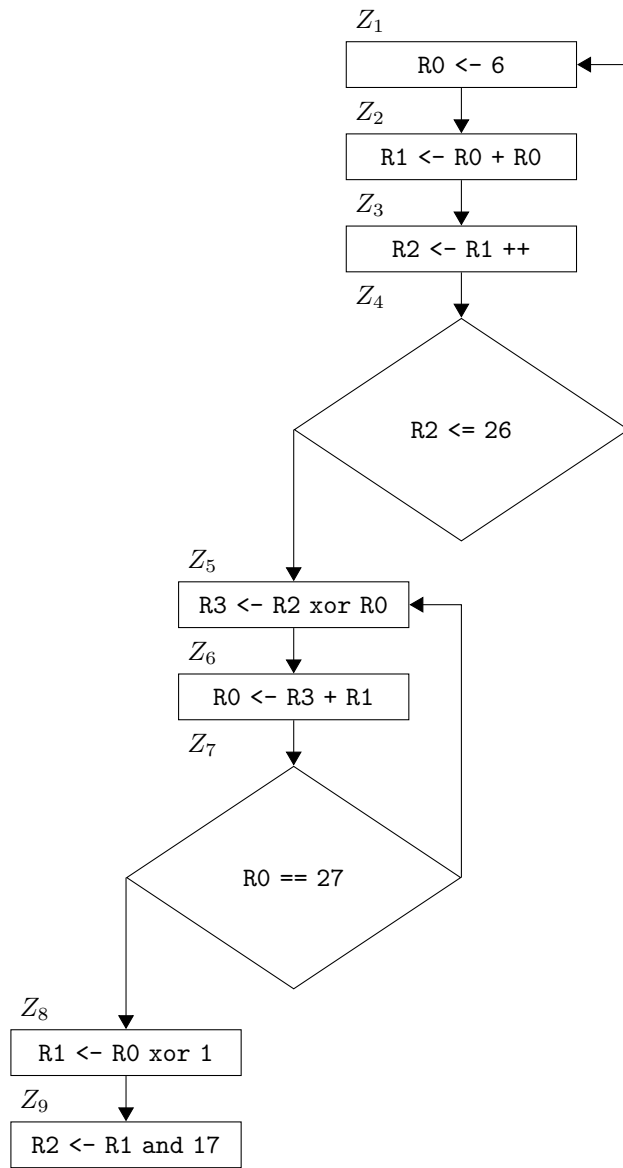 Z₁
R0 <- 6
Z₂
R1 <- R0 + R0
Z₃
R2 <- R1 ++
Z₄
R2 <= 26
Z₅
R3 <- R2 xor R0
Z₆
R0 <- R3 + R1
Z₇
R0 == 27
Z₈
R1 <- R0 xor 1
Z₉
R2 <- R1 and 17